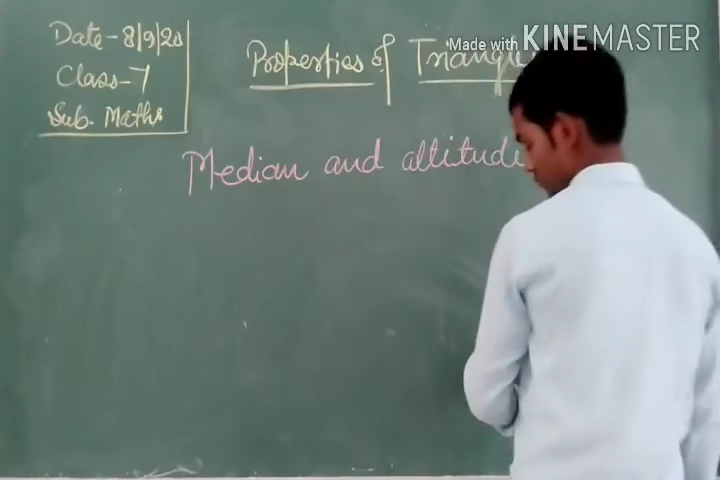 Date - 8/9/20
Class - 7
Sub. Maths
Made with KINEMASTER
Properties of Triangle
Median and altitude